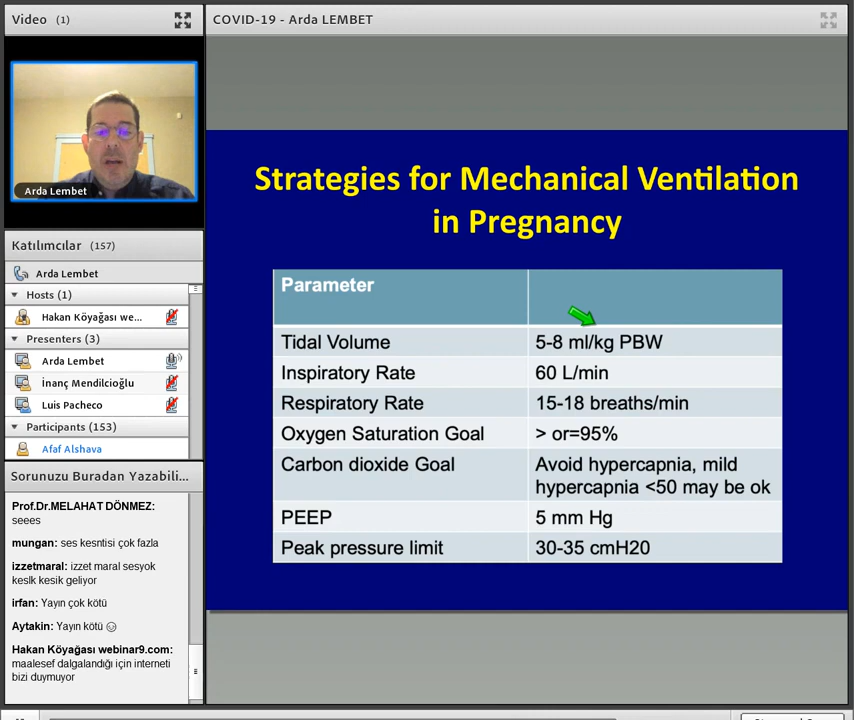 Video (1)
Arda Lembet
Katılımcılar (157)
Arda Lembet
Hosts (1)
Hakan Köyağası we...
Presenters (3)
Arda Lembet
İnanç Mendilcioğlu
Luis Pacheco
Participants (153)
Afaf Alshava
Sorunuzu Buradan Yazabili...
Prof.Dr.MELAHAT DÖNMEZ:
seees
mungan: ses kesntisi çok fazla
izzetmaral: izzet maral sesyok
keslk kesik geliyor
irfan: Yayın çok kötü
Aytakin: Yayın kötü ☹
Hakan Köyağası webinar9.com:
maalesef dalgalandığı için interneti
bizi duymuyor
COVID-19 - Arda LEMBET
Strategies for Mechanical Ventilation
in Pregnancy
Parameter
Tidal Volume 5-8 ml/kg PBW
Inspiratory Rate 60 L/min
Respiratory Rate 15-18 breaths/min
Oxygen Saturation Goal > or=95%
Carbon dioxide Goal Avoid hypercapnia, mild
hypercapnia <50 may be ok
PEEP 5 mm Hg
Peak pressure limit 30-35 cmH20